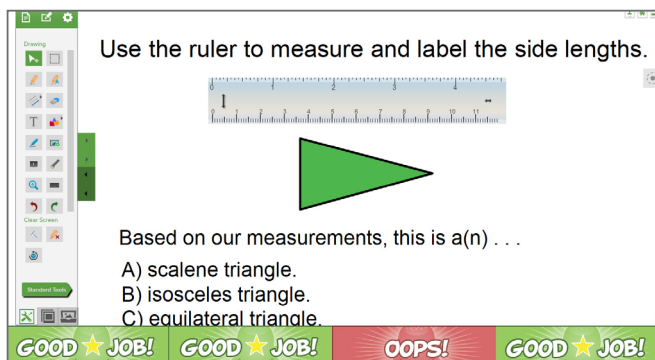 Drawing
Use the ruler to measure and label the side lengths.
0 1 2 3 4
0 1 2 3 4 5 6 7 8 9 10 11
T
Clear Screen
Based on our measurements, this is a(n) . . .
A) scalene triangle.
B) isosceles triangle.
C) equilateral triangle.
Standard Tools
GOOD JOB! GOOD JOB! OOPS! GOOD JOB!